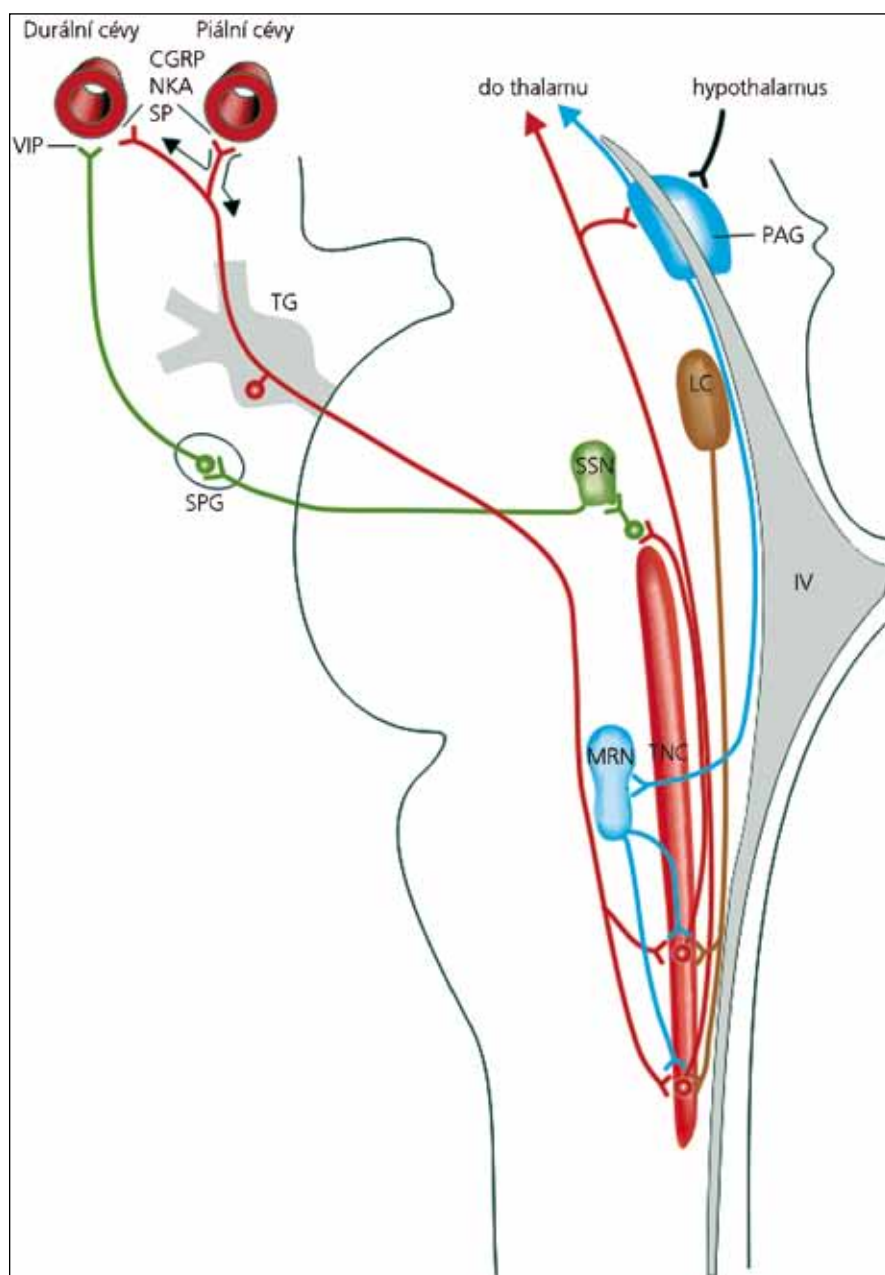 Durální cévy
Piální cévy
CGRP
NKA
SP
VIP
do thalamu
hypothalamus
PAG
TG
LC
SSN
SPG
IV
MRN
TNC